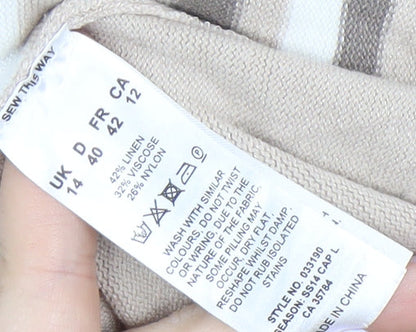 SEW THIS WAY
UK D FR CA
14 40 42 12
42% LINEN
32% VISCOSE
26% NYLON
WASH WITH SIMILAR
COLOURS. DO NOT TWIST
OR WRING. DUE TO THE
NATURE OF THE FABRIC,
SOME PILLING MAY
OCCUR. DRY FLAT.
RESHAPE WHILST DAMP.
DO NOT RUB ISOLATED
STAINS
STYLE NO. 033190
SEASON: SS14 CAP L
CA 35784
IN CHINA